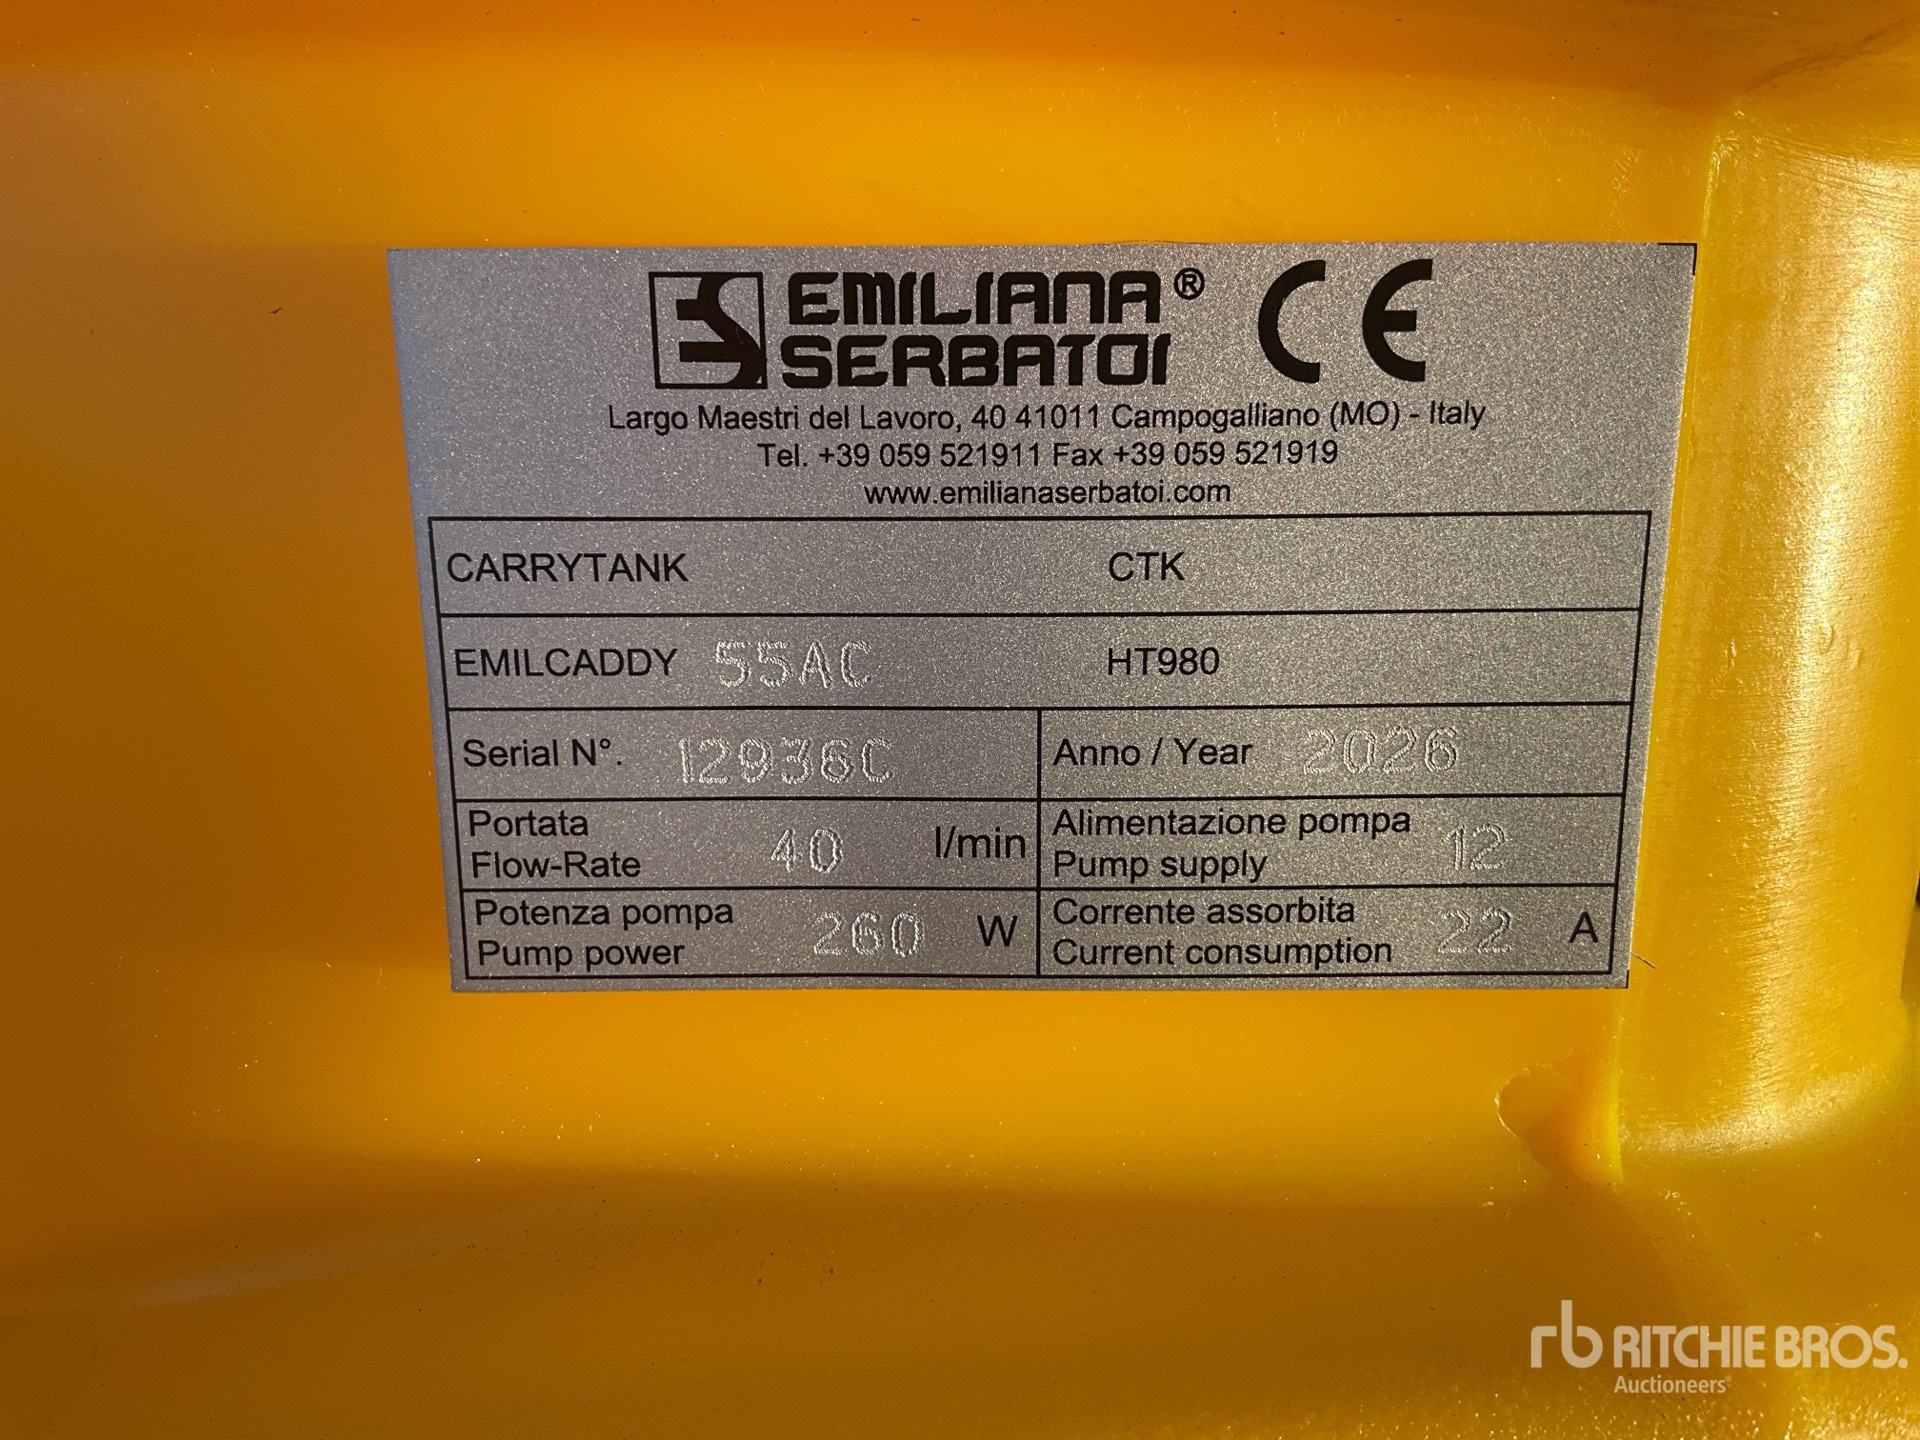 EMILIANA® CE
SERBATOI
Largo Maestri del Lavoro, 40 41011 Campogalliano (MO) - Italy
Tel. +39 059 521911 Fax +39 059 521919
www.emilianaserbatoi.com
CARRYTANK CTK
EMILCADDY 55AC HT980
Serial N°. 12936C Anno / Year 2026
Portata
Flow-Rate 40 l/min
Alimentazione pompa
Pump supply 12
Potenza pompa
Pump power 260 W
Corrente assorbita
Current consumption 22 A
rb RITCHIE BROS.
Auctioneers